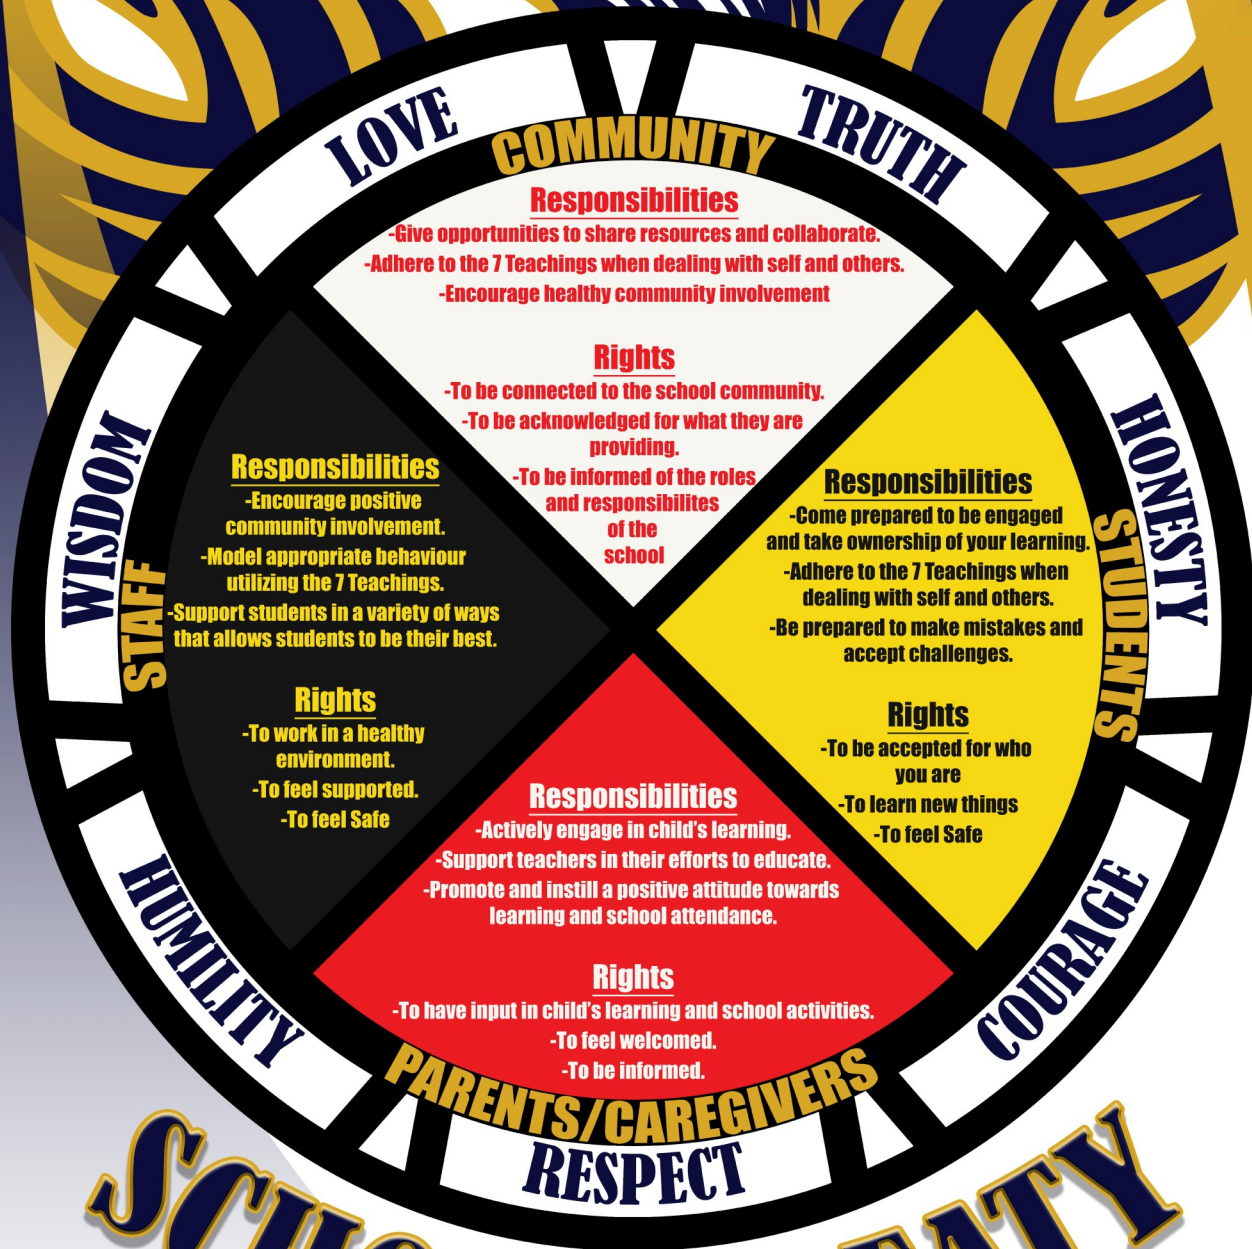 LOVE
TRUTH
COMMUNITY
Responsibilities
-Give opportunities to share resources and collaborate.
-Adhere to the 7 Teachings when dealing with self and others.
-Encourage healthy community involvement
Rights
-To be connected to the school community.
-To be acknowledged for what they are
providing.
-To be informed of the roles
and responsibilites
of the
school
WISDOM
STAFF
Responsibilities
-Encourage positive
community involvement.
-Model appropriate behaviour
utilizing the 7 Teachings.
-Support students in a variety of ways
that allows students to be their best.
Rights
-To work in a healthy
environment.
-To feel supported.
-To feel Safe
HONESTY
STUDENTS
Responsibilities
-Come prepared to be engaged
and take ownership of your learning.
-Adhere to the 7 Teachings when
dealing with self and others.
-Be prepared to make mistakes and
accept challenges.
Rights
-To be accepted for who
you are
-To learn new things
-To feel Safe
Responsibilities
-Actively engage in child's learning.
-Support teachers in their efforts to educate.
-Promote and instill a positive attitude towards
learning and school attendance.
Rights
-To have input in child's learning and school activities.
-To feel welcomed.
-To be informed.
PARENTS/CAREGIVERS
HUMILITY
COURAGE
RESPECT